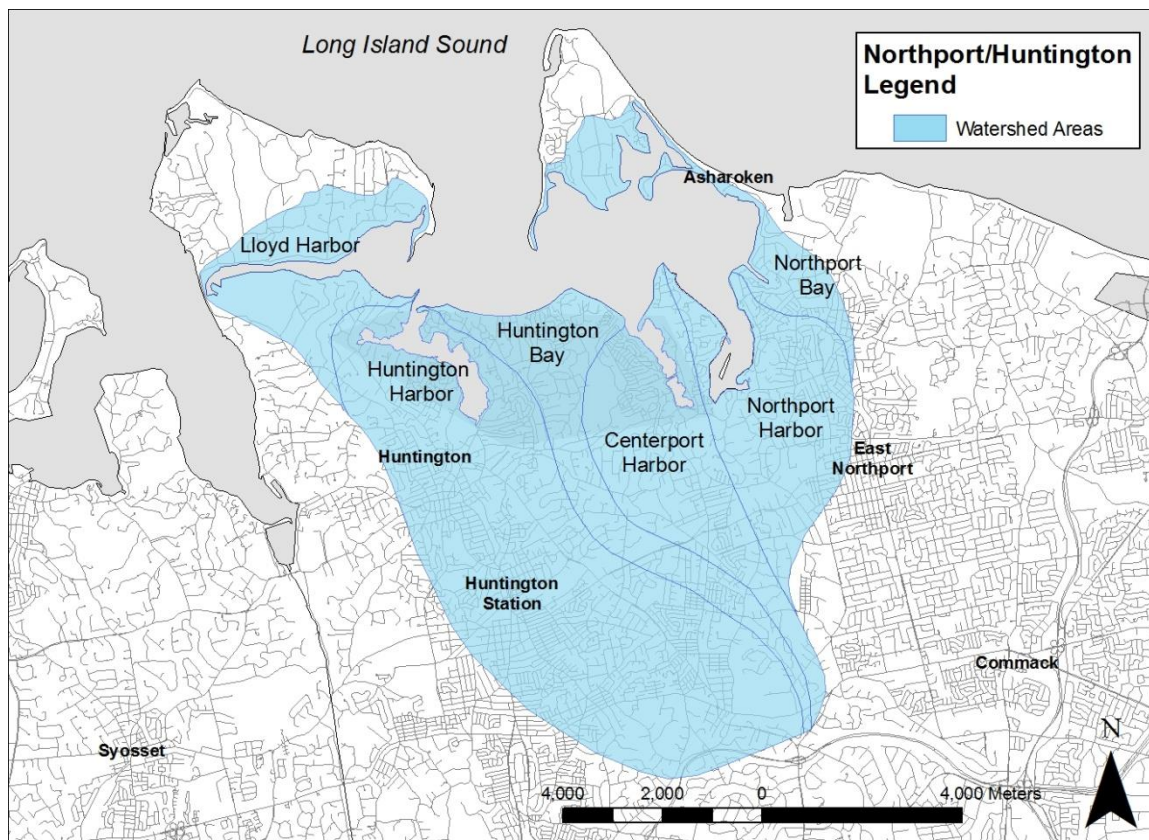 Long Island Sound
Northport/Huntington
Legend
Watershed Areas
Asharoken
Lloyd Harbor
Northport
Bay
Huntington
Bay
Huntington
Harbor
Northport
Harbor
Centerport
Harbor
Huntington
East
Northport
Huntington
Station
Commack
Syosset
N
4,000 2,000 0 4,000 Meters